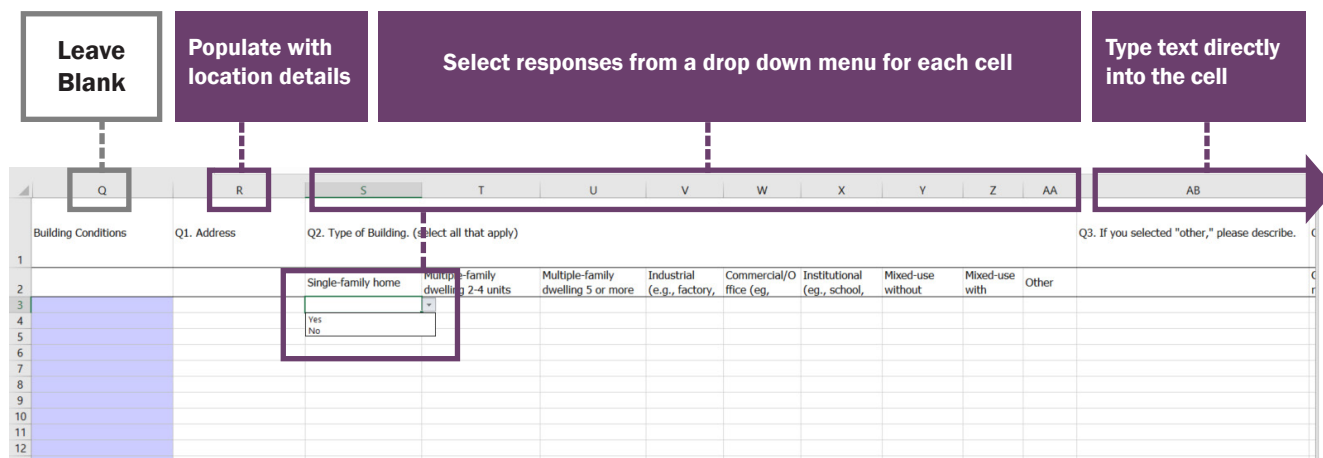 Leave
Blank
Populate with
location details
Select responses from a drop down menu for each cell
Type text directly
into the cell
Q R S T U V W X Y Z AA AB
1 Building Conditions Q1. Address Q2. Type of Building. (select all that apply) Q3. If you selected "other," please describe.
2 Single-family home Multiple-family Multiple-family Industrial Commercial/O Institutional Mixed-use Mixed-use Other
dwelling 2-4 units dwelling 5 or more (e.g., factory, ffice (eg, (eg., school, without with
3
4 Yes
5 No
6
7
8
9
10
11
12